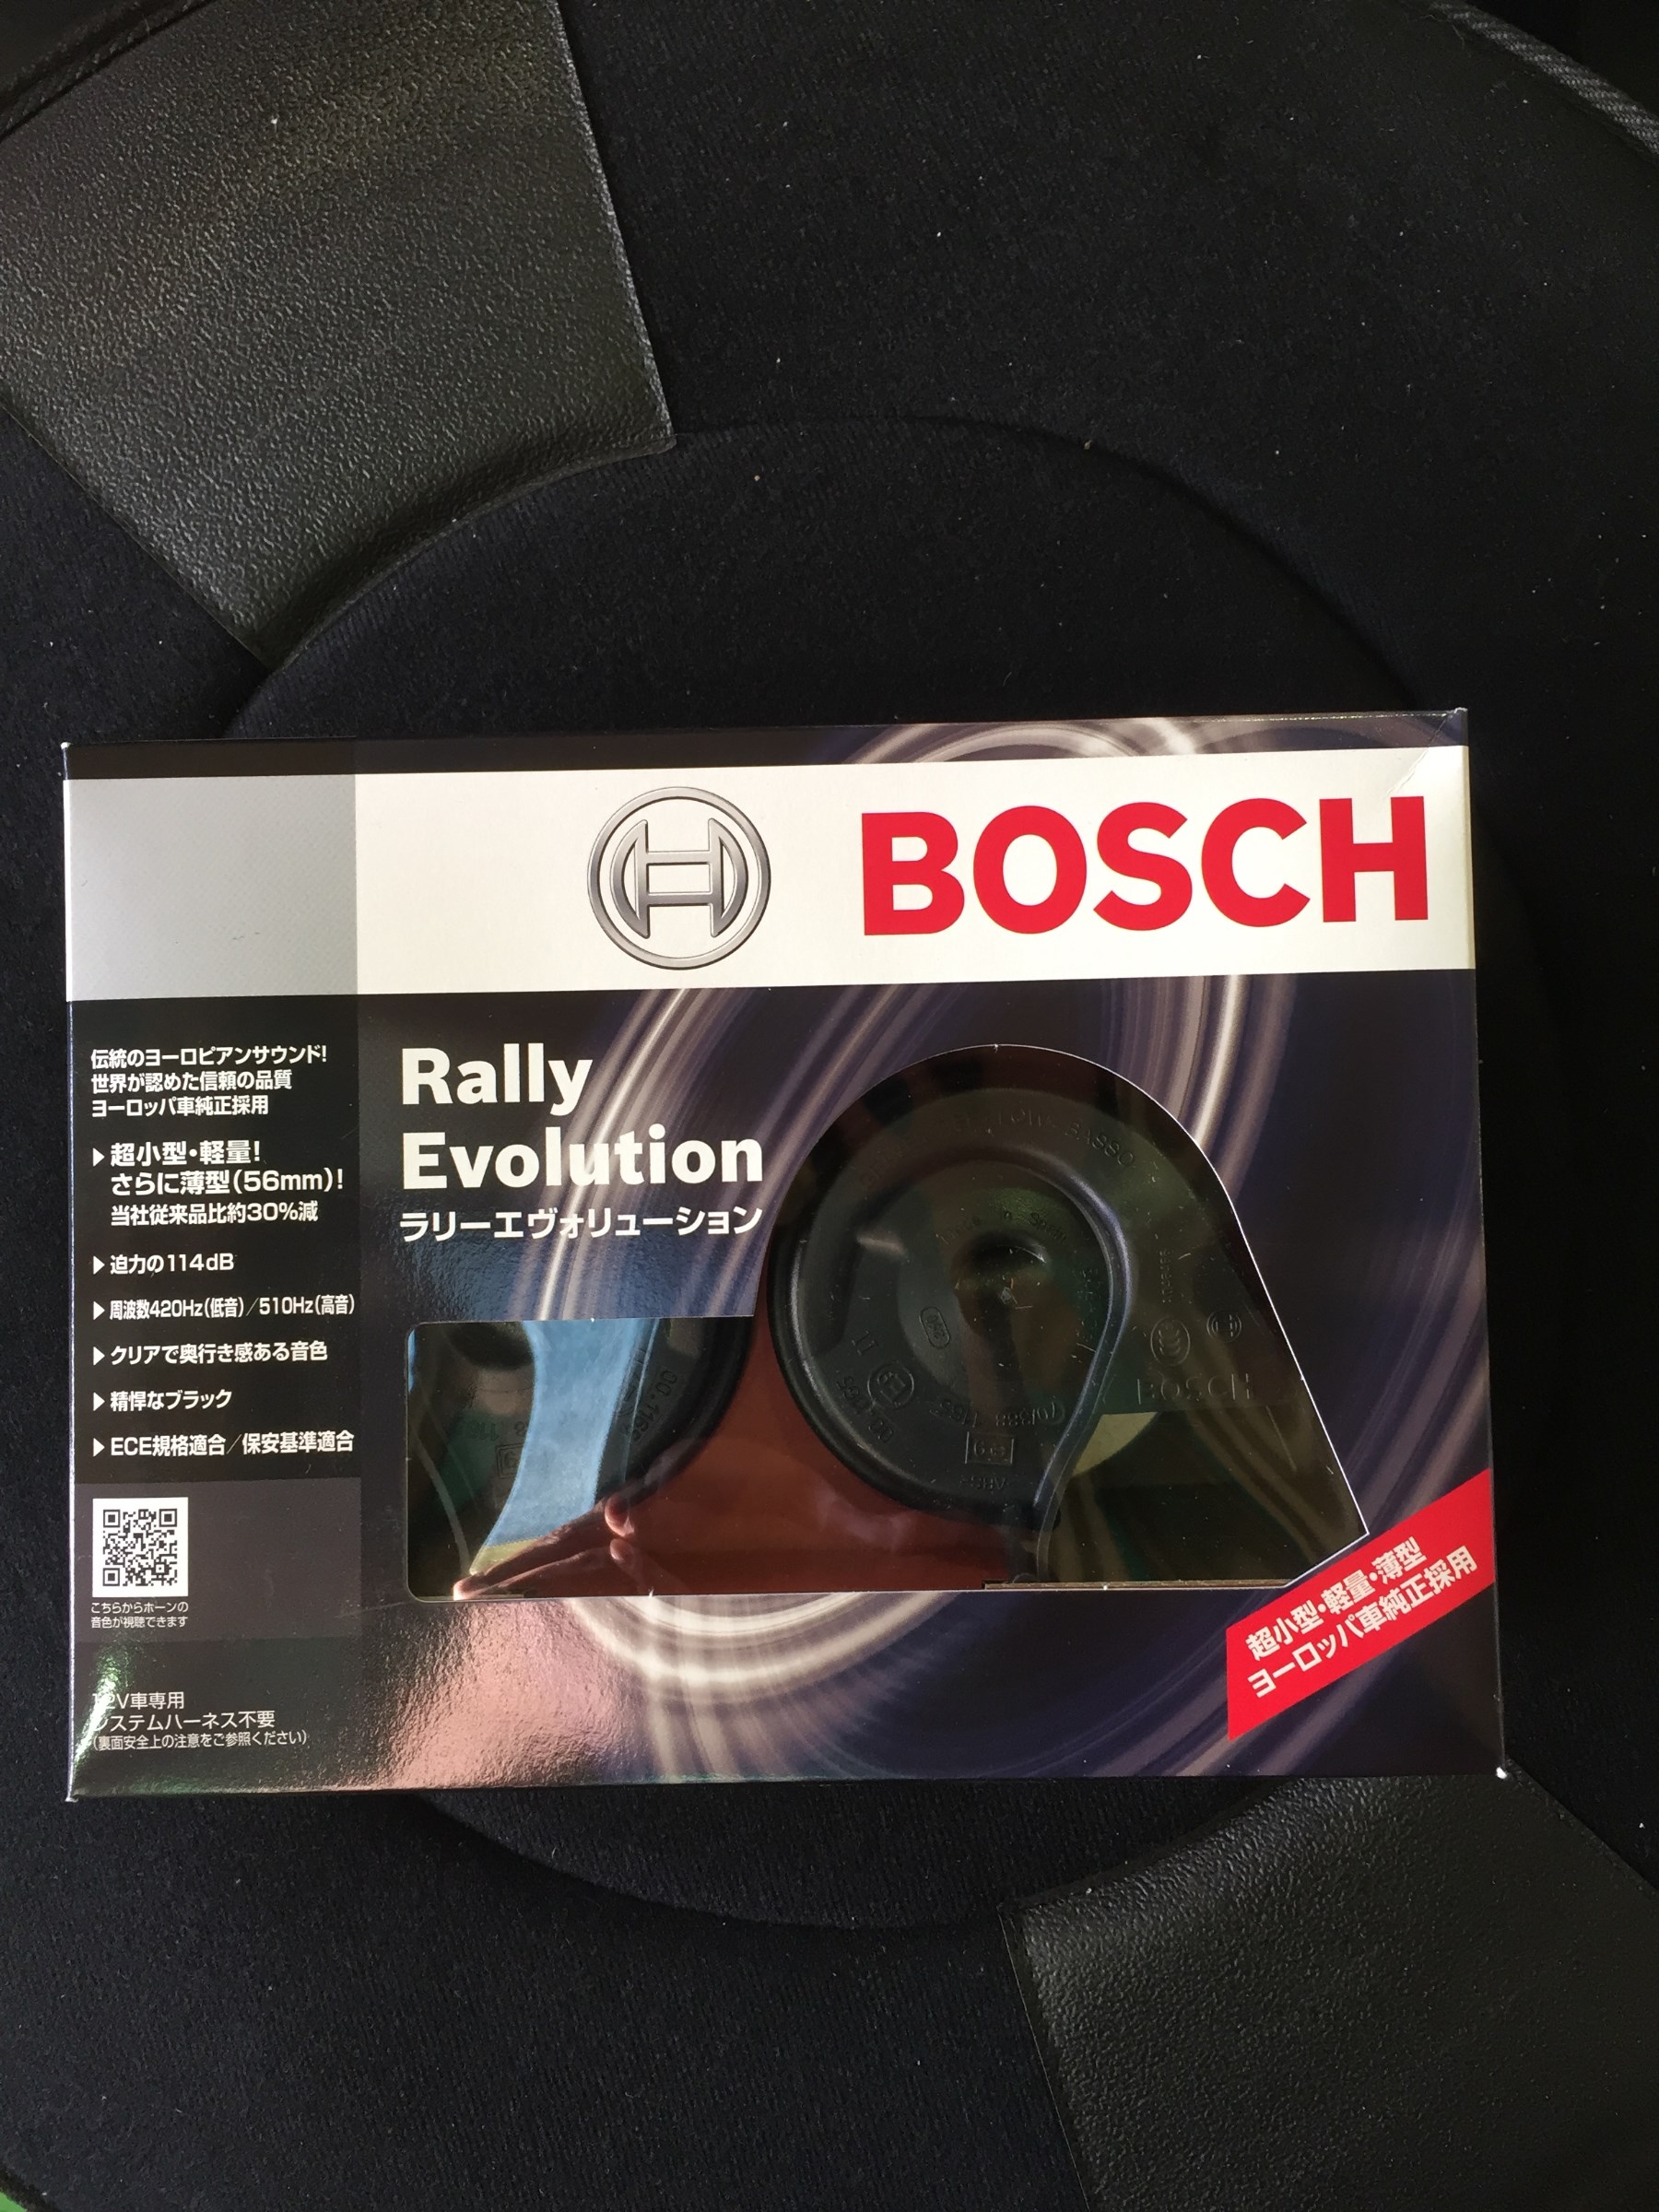 BOSCH
伝統のヨーロピアンサウンド!
世界が認めた信頼の品質
ヨーロッパ車純正採用
▶超小型・軽量!
さらに薄型(56mm)!
当社従来品比約30%減
▶迫力の114dB
▶周波数420Hz(低音)/510Hz(高音)
▶クリアで奥行き感ある音色
▶精悍なブラック
▶ECE規格適合/保安基準適合
こちらからホーンの
音色が視聴できます
12V車専用
システムハーネス不要
(裏面安全上の注意をご参照ください)
Rally
Evolution
ラリーエヴォリューション
BOSCH
超小型・軽量・薄型
ヨーロッパ車純正採用